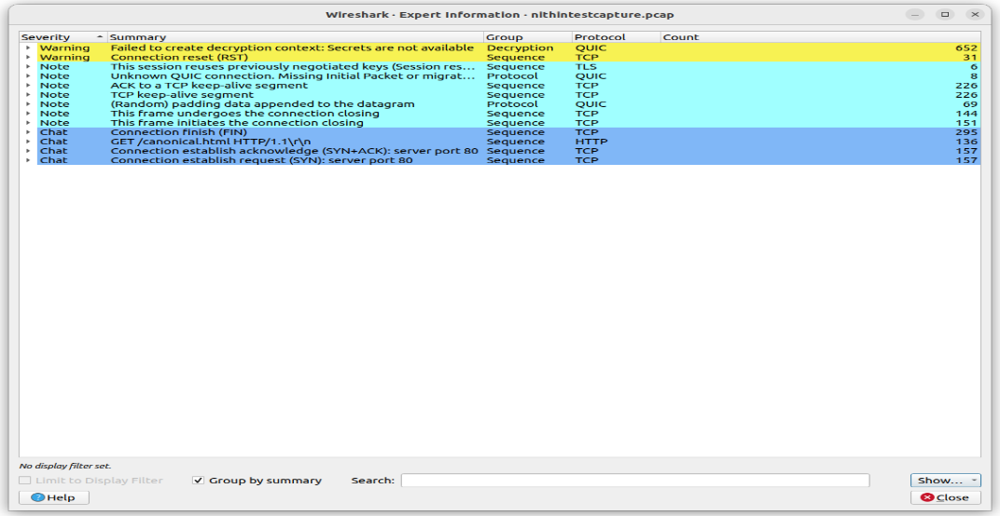 Wireshark · Expert Information · nithintestcapture.pcap
Severity Summary Group Protocol Count
Warning Failed to create decryption context: Secrets are not available Decryption QUIC 652
Warning Connection reset (RST) Sequence TCP 31
Note This session reuses previously negotiated keys (Session res... Sequence TLS 6
Note Unknown QUIC connection. Missing Initial Packet or migrat... Protocol QUIC 8
Note ACK to a TCP keep-alive segment Sequence TCP 226
Note TCP keep-alive segment Sequence TCP 226
Note (Random) padding data appended to the datagram Protocol QUIC 69
Note This frame undergoes the connection closing Sequence TCP 144
Note This frame initiates the connection closing Sequence TCP 151
Chat Connection finish (FIN) Sequence TCP 295
Chat GET /canonical.html HTTP/1.1\r\n Sequence HTTP 136
Chat Connection establish acknowledge (SYN+ACK): server port 80 Sequence TCP 157
Chat Connection establish request (SYN): server port 80 Sequence TCP 157
No display filter set.
Limit to Display Filter Group by summary Search: Show...
Help Close